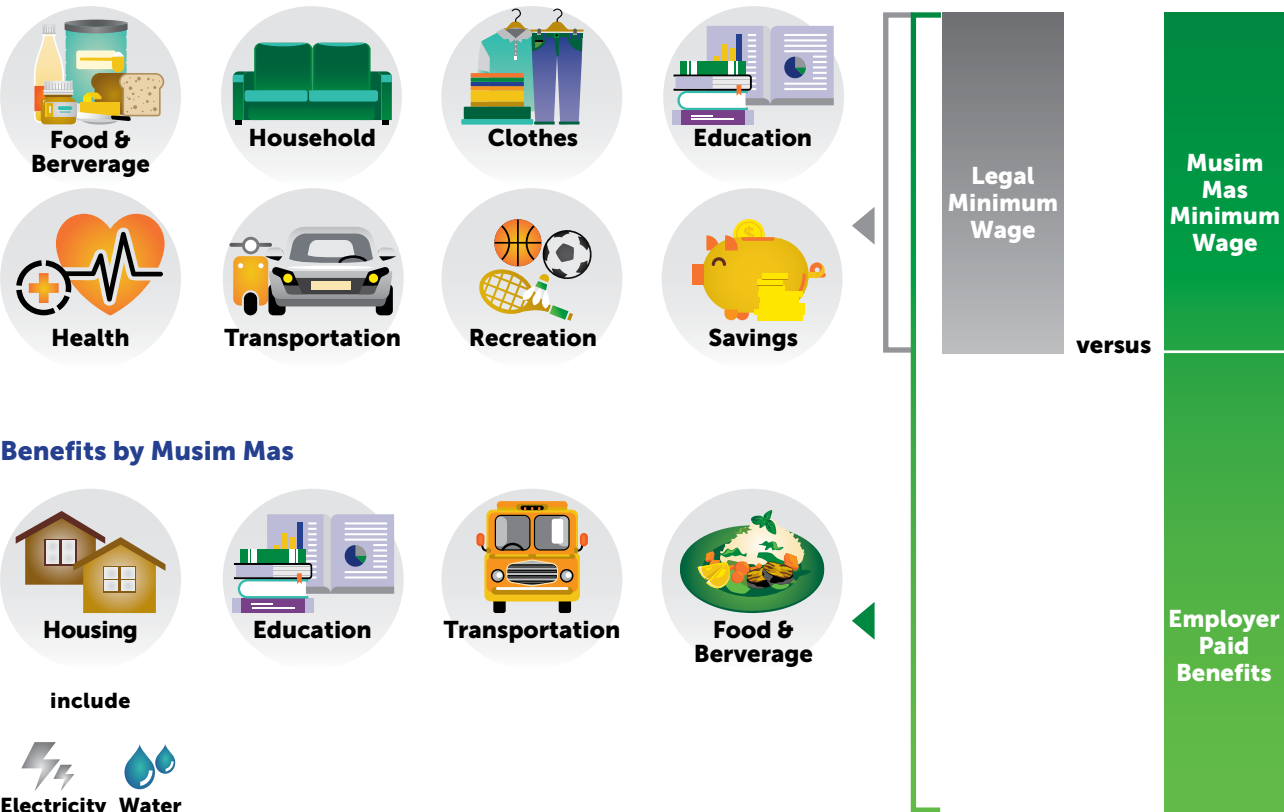 Food &
Berverage
Household
Clothes
Education
Health
Transportation
Recreation
Savings
Legal
Minimum
Wage
versus
Musim
Mas
Minimum
Wage
Benefits by Musim Mas
Housing
Education
Transportation
Food &
Berverage
include
Electricity
Water
Employer
Paid
Benefits